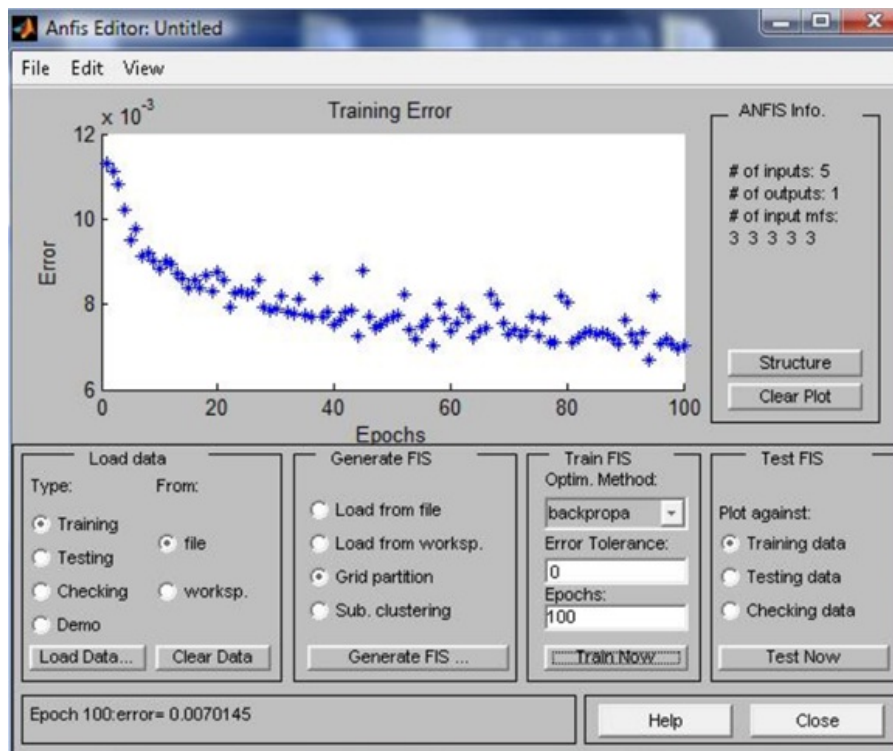 Anfis Editor: Untitled
File Edit View
Training Error
x 10^-3
12
10
8
6
Error
0 20 40 60 80 100
Epochs
ANFIS Info.
# of inputs: 5
# of outputs: 1
# of input mfs:
3 3 3 3 3
Structure
Clear Plot
Load data
Type: From:
Training
Testing
Checking
Demo
file
worksp.
Load Data... Clear Data
Generate FIS
Load from file
Load from worksp.
Grid partition
Sub. clustering
Generate FIS ...
Train FIS
Optim. Method:
backpropa
Error Tolerance:
0
Epochs:
100
Train Now
Test FIS
Plot against:
Training data
Testing data
Checking data
Test Now
Epoch 100:error= 0.0070145
Help Close